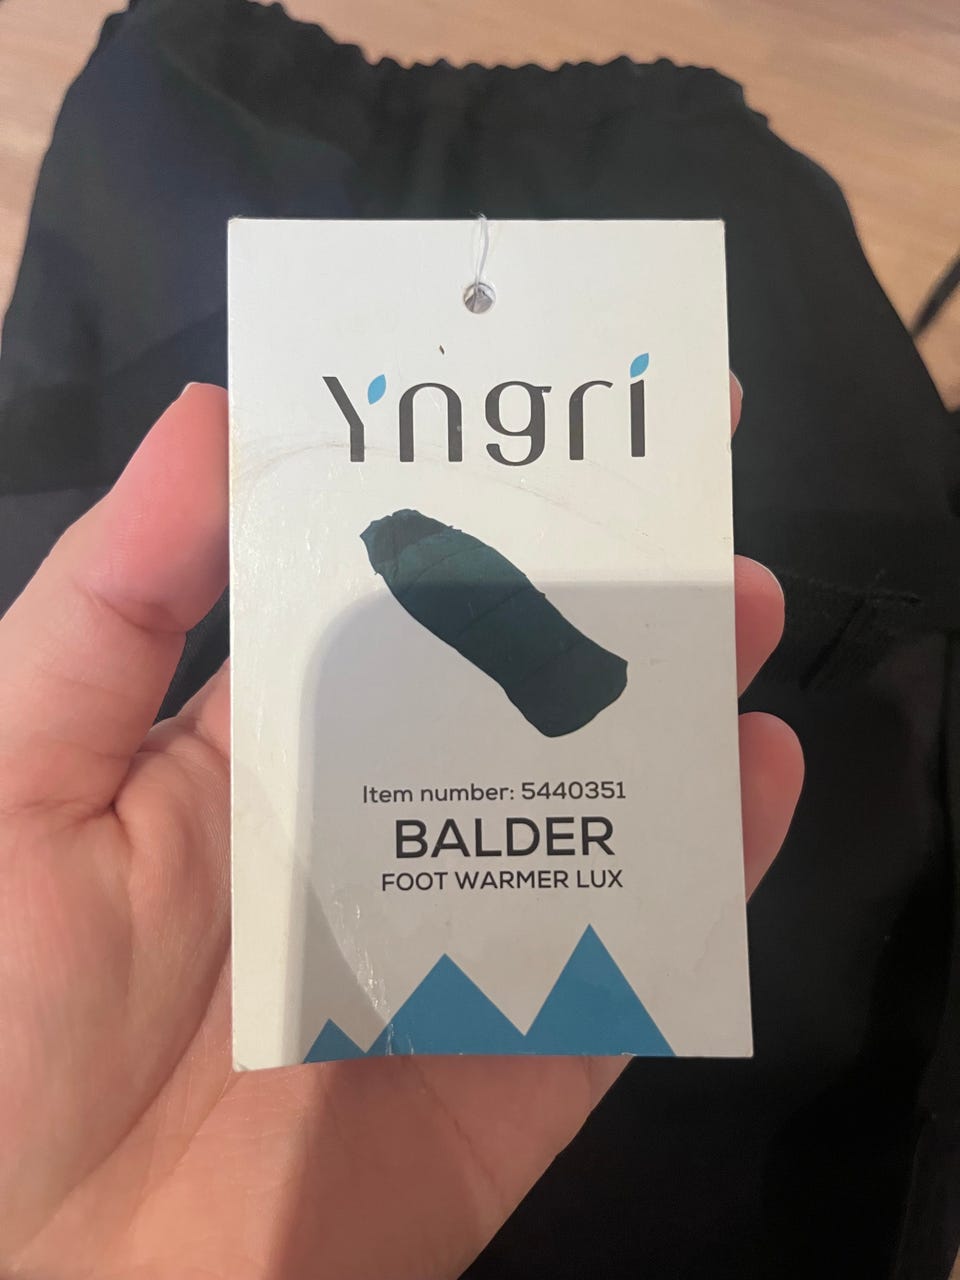 Yngri
Item number: 5440351
BALDER
FOOT WARMER LUX